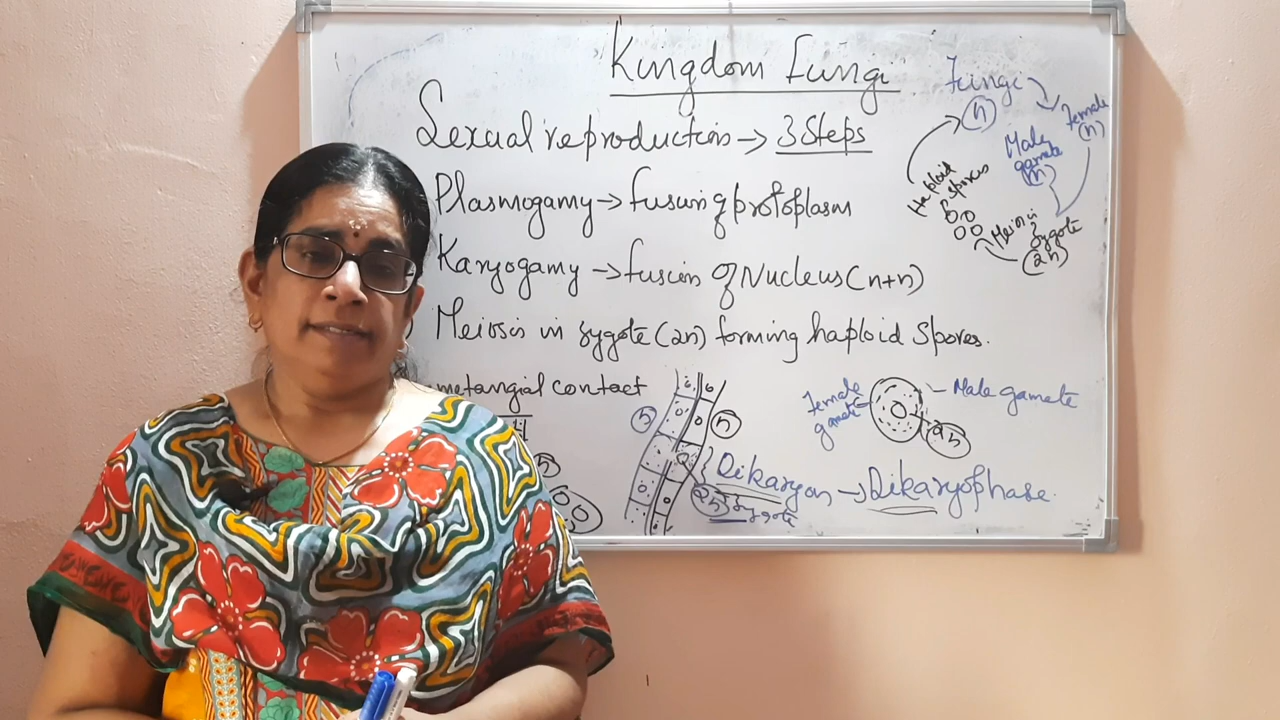 Kingdom Fungi
Sexual reproduction → 3 Steps
Plasmogamy → fusion of protoplasm
Karyogamy → fusion of Nucleus (n+n)
Meiosis in zygote (2n) forming haploid Spores.
Fungi
(n)
Female
(n)
Male
gamete
(n)
Zygote
(2n)
Meiosis
Haploid
spores
metangial contact
n
n
n
2n zygote
Dikaryon → Dikaryophase
Female
gamete
Male gamete
2n